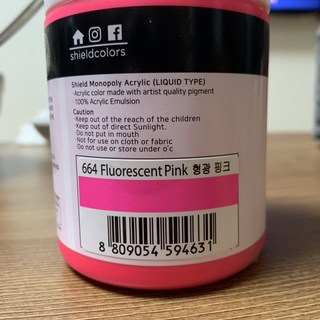 shieldcolors
Shield Monopoly Acrylic (LIQUID TYPE)
-Acrylic color made with artist quality pigment
-100% Acrylic Emulsion
Caution
-Keep out of the reach of the children
-Keep out of direct Sunlight.
-Do not put in mouth
-Not for use on cloth or fabric
-Do not use or store under 0˚c
664 Fluorescent Pink 형광 핑크
8 809054 594631